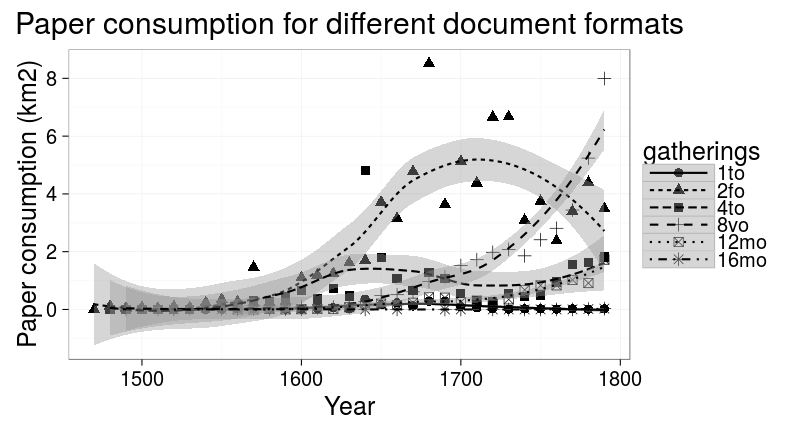 Paper consumption for different document formats
Paper consumption (km2)
8
6
4
2
0
1500 1600 1700 1800
Year
gatherings
1to
2fo
4to
8vo
12mo
16mo